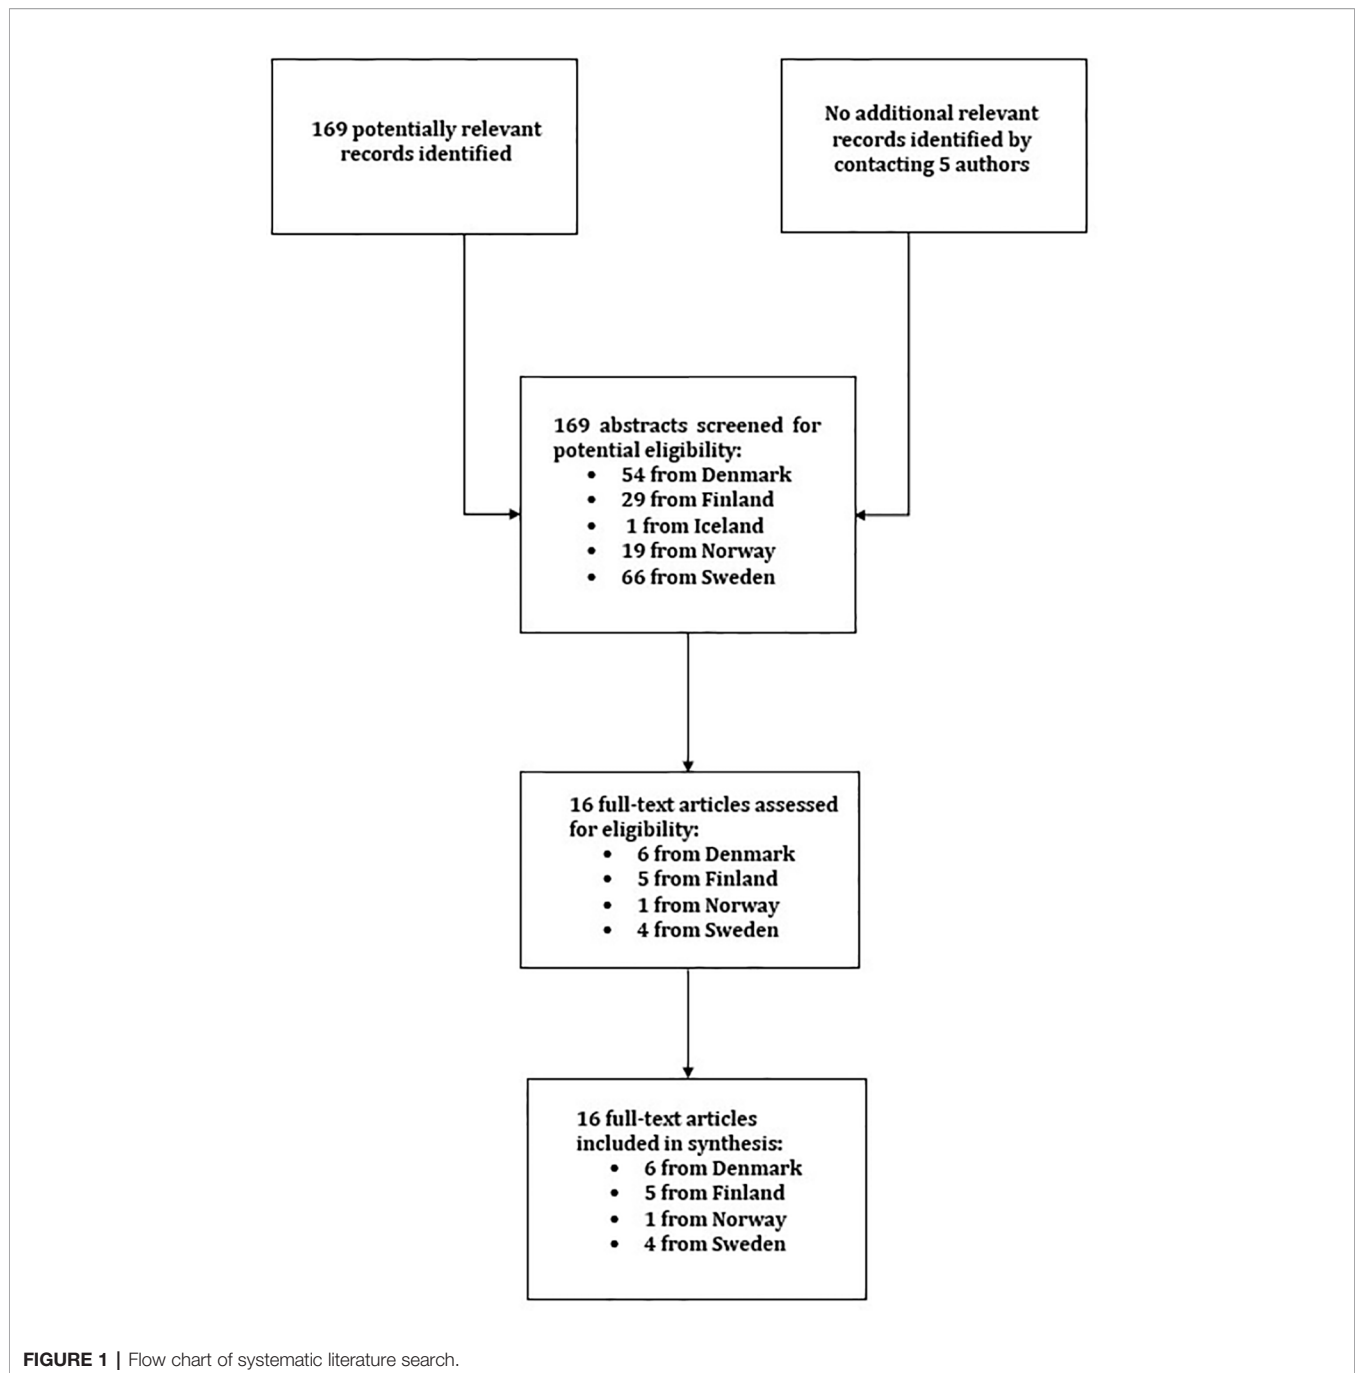 169 potentially relevant
records identified
No additional relevant
records identified by
contacting 5 authors
169 abstracts screened for
potential eligibility:
• 54 from Denmark
• 29 from Finland
• 1 from Iceland
• 19 from Norway
• 66 from Sweden
16 full-text articles assessed
for eligibility:
• 6 from Denmark
• 5 from Finland
• 1 from Norway
• 4 from Sweden
16 full-text articles
included in synthesis:
• 6 from Denmark
• 5 from Finland
• 1 from Norway
• 4 from Sweden
FIGURE 1 | Flow chart of systematic literature search.